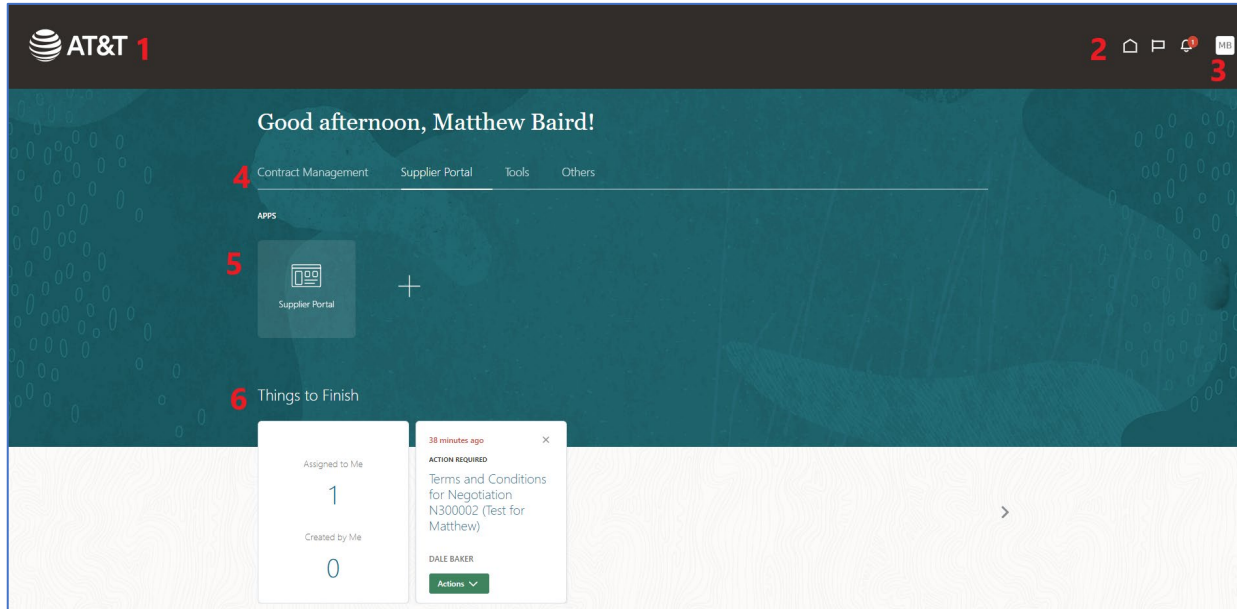 AT&T 1
2 1 MB
3
Good afternoon, Matthew Baird!
4 Contract Management Supplier Portal Tools Others
APPS
5
Supplier Portal
6 Things to Finish
Assigned to Me
1
Created by Me
0
38 minutes ago
ACTION REQUIRED
Terms and Conditions
for Negotiation
N300002 (Test for
Matthew)
DALE BAKER
Actions